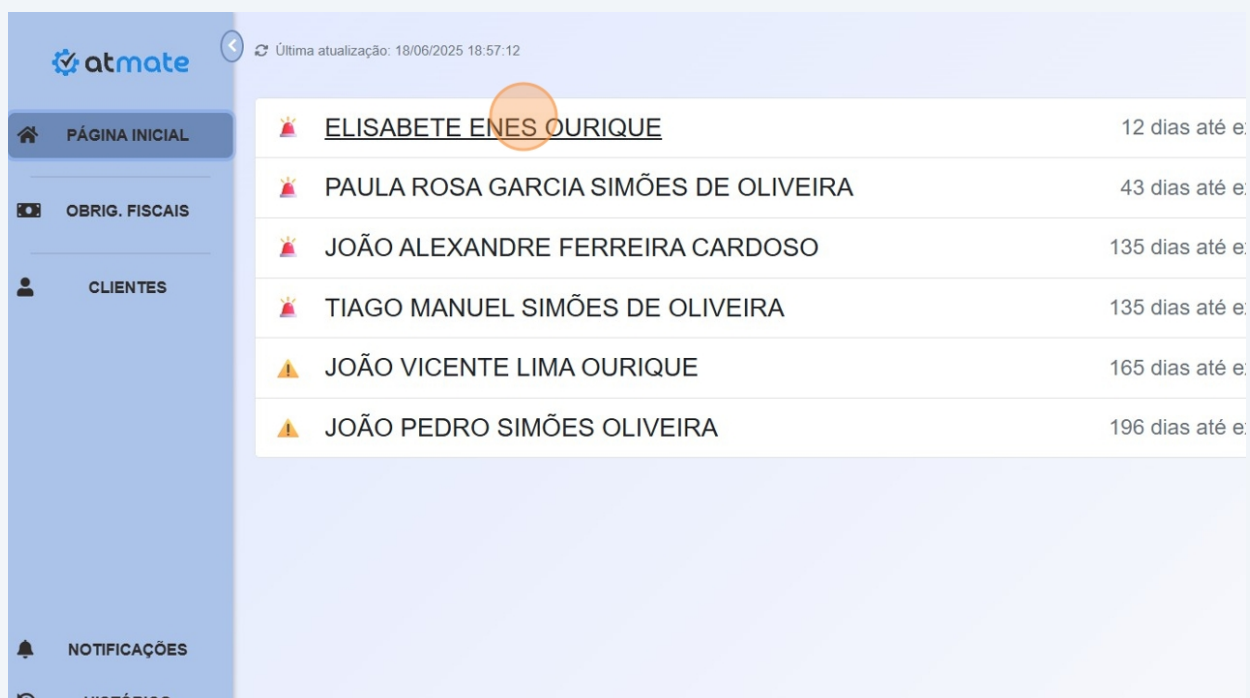 atmate
Última atualização: 18/06/2025 18:57:12
PÁGINA INICIAL
OBRIG. FISCAIS
CLIENTES
NOTIFICAÇÕES
ELISABETE ENES OURIQUE 12 dias até
PAULA ROSA GARCIA SIMÕES DE OLIVEIRA 43 dias até
JOÃO ALEXANDRE FERREIRA CARDOSO 135 dias até
TIAGO MANUEL SIMÕES DE OLIVEIRA 135 dias até
JOÃO VICENTE LIMA OURIQUE 165 dias até
JOÃO PEDRO SIMÕES OLIVEIRA 196 dias até